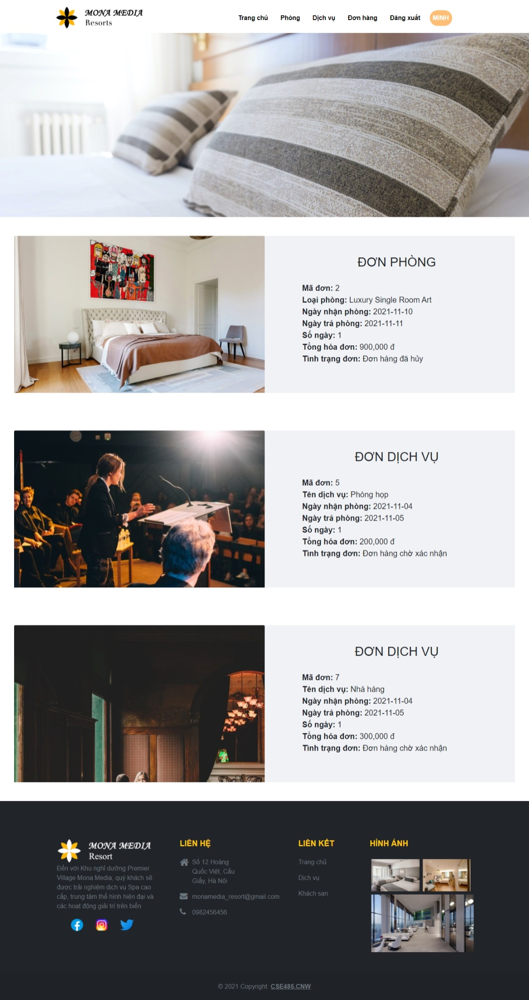 MONA MEDIA
Resorts
Trang chủ Phòng Dịch vụ Đơn hàng Đăng xuất MINH
ĐƠN PHÒNG
Mã đơn: 2
Loại phòng: Luxury Single Room Art
Ngày nhận phòng: 2021-11-10
Ngày trả phòng: 2021-11-11
Số ngày: 1
Tổng hóa đơn: 900,000 đ
Tình trạng đơn: Đơn hàng đã hủy
ĐƠN DỊCH VỤ
Mã đơn: 5
Tên dịch vụ: Phòng họp
Ngày nhận phòng: 2021-11-04
Ngày trả phòng: 2021-11-05
Số ngày: 1
Tổng hóa đơn: 200,000 đ
Tình trạng đơn: Đơn hàng chờ xác nhận
ĐƠN DỊCH VỤ
Mã đơn: 7
Tên dịch vụ: Nhà hàng
Ngày nhận phòng: 2021-11-04
Ngày trả phòng: 2021-11-05
Số ngày: 1
Tổng hóa đơn: 300,000 đ
Tình trạng đơn: Đơn hàng chờ xác nhận
MONA MEDIA
Resort
Đến với Khu nghỉ dưỡng Premier
Village Mona Media, quý khách sẽ
được trải nghiệm dịch vụ Spa cao
cấp, trung tâm thể hình hiện đại và
các hoạt động giải trí trên biển
LIÊN HỆ
Số 12 Hoàng
Quốc Việt, Cầu
Giấy, Hà Nội
monamedia_resort@gmail.com
0982456456
LIÊN KẾT
Trang chủ
Dịch vụ
Khách sạn
HÌNH ẢNH
© 2021 Copyright: CSE485.CNW